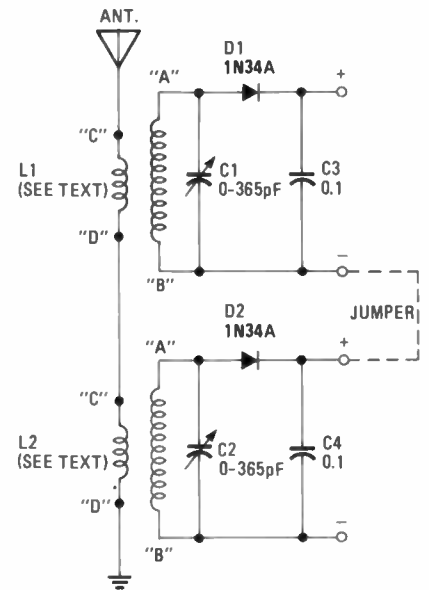 ANT.
D1
1N34A
"A"
+
"C"
L1
(SEE TEXT)
C1
0-365pF
C3
0.1
"D"
−
"B"
JUMPER
D2
1N34A
"A"
+
"C"
L2
(SEE TEXT)
C2
0-365pF
C4
0.1
"D"
−
"B"